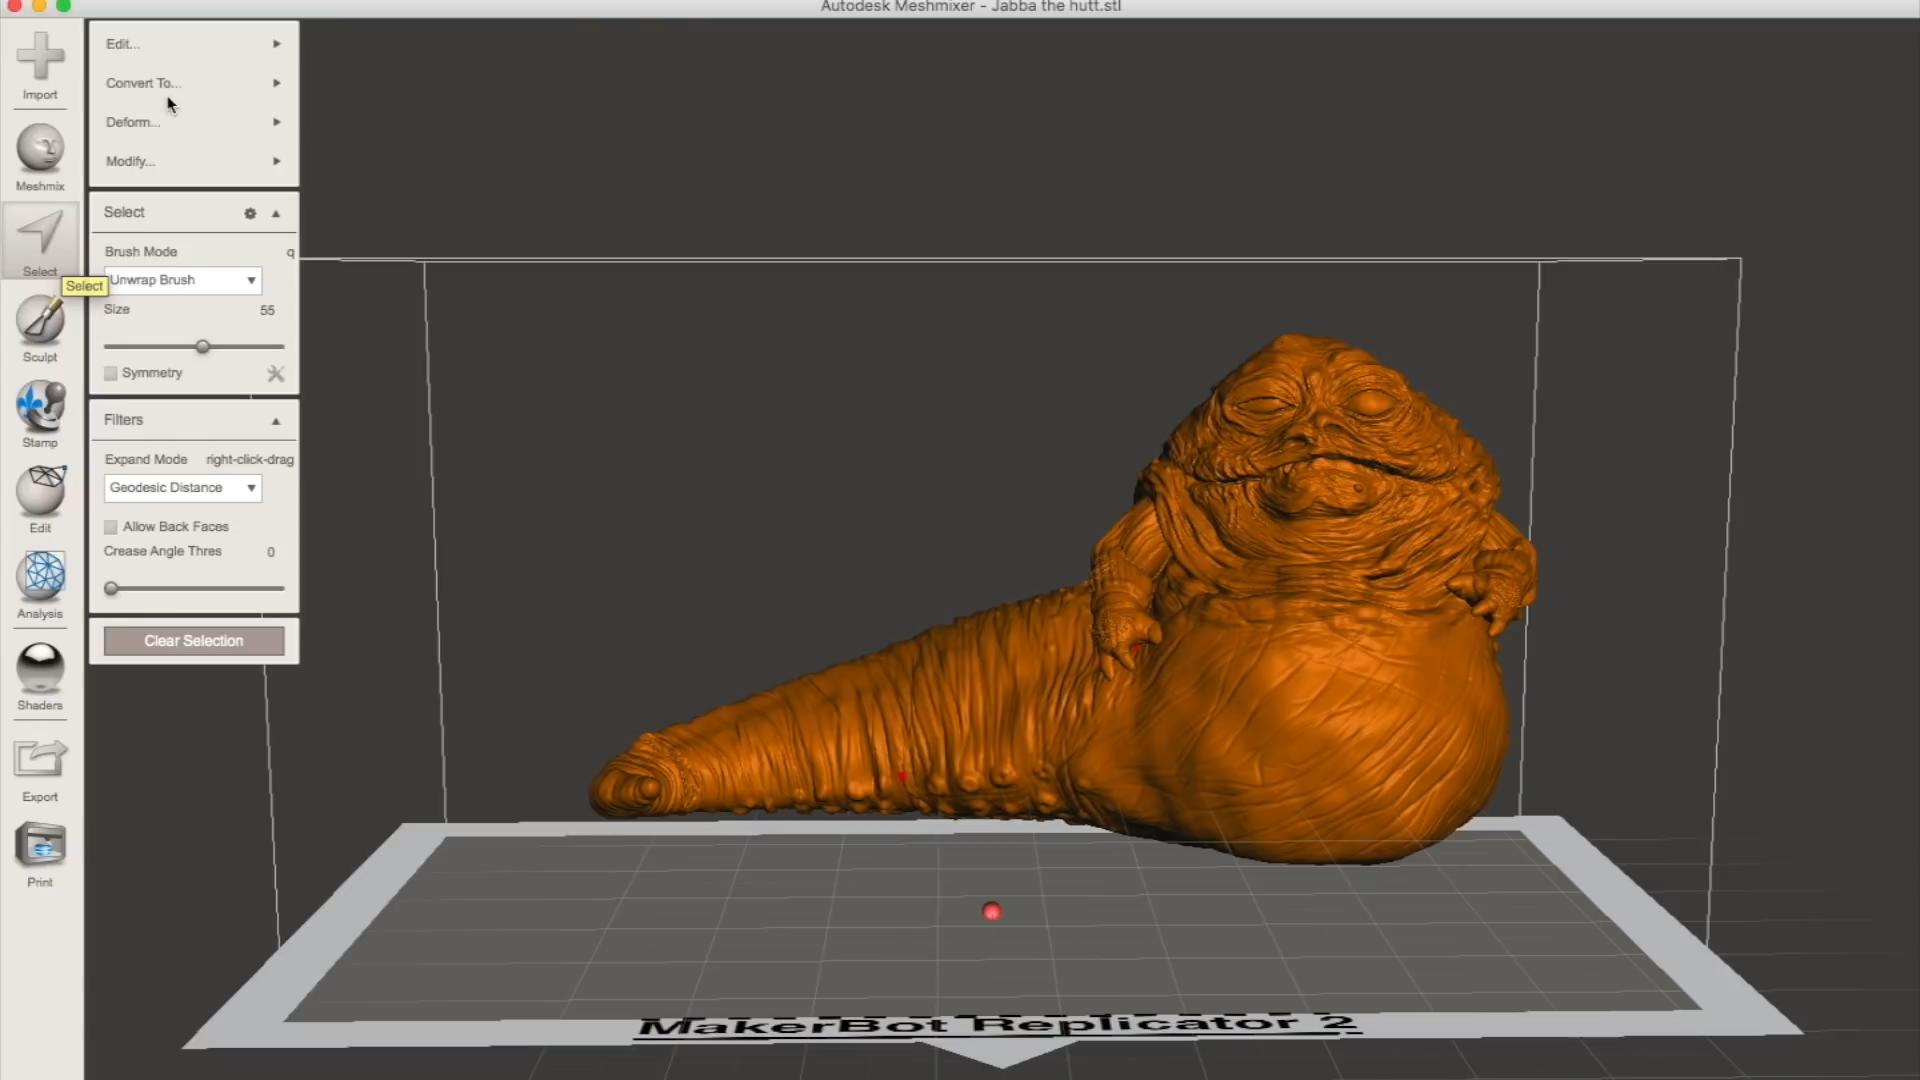 Autodesk Meshmixer - Jabba the hutt.stl
Import
Meshmix
Select
Select
Sculpt
Stamp
Edit
Analysis
Shaders
Export
Print
Edit...
Convert To...
Deform...
Modify...
Select
Brush Mode q
Unwrap Brush
Size 55
Symmetry
Filters
Expand Mode right-click-drag
Geodesic Distance
Allow Back Faces
Crease Angle Thres 0
Clear Selection
MakerBot Replicator 2